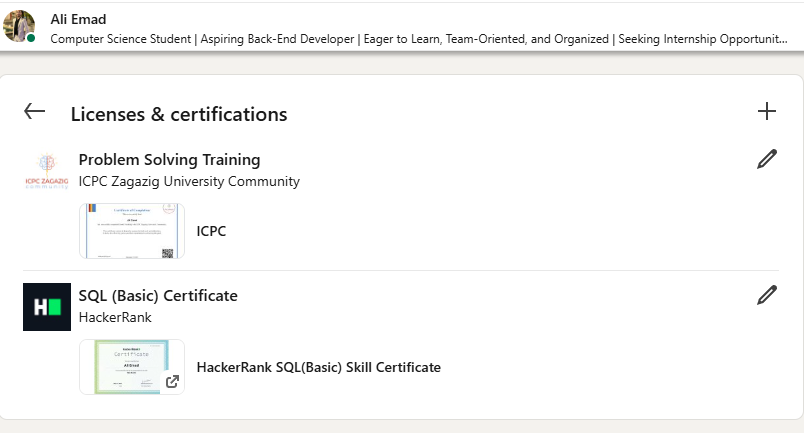 Ali Emad
Computer Science Student | Aspiring Back-End Developer | Eager to Learn, Team-Oriented, and Organized | Seeking Internship Opportunit...
Licenses & certifications
Problem Solving Training
ICPC ZAGAZIG
community
ICPC Zagazig University Community
Certificate of Completion
Ali Emad
ICPC
SQL (Basic) Certificate
H
HackerRank
Certificate
Ali Emad
HackerRank SQL(Basic) Skill Certificate